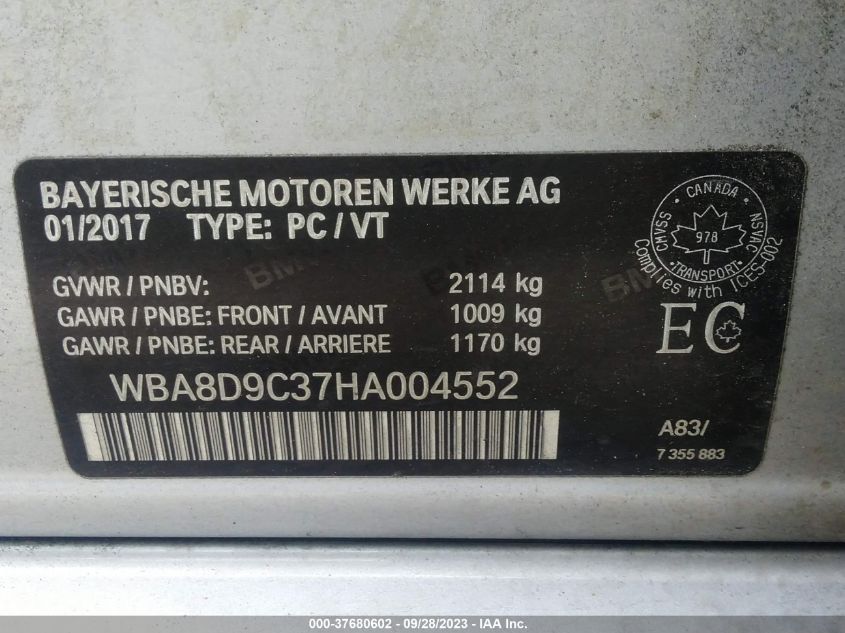 BAYERISCHE MOTOREN WERKE AG
01/2017 TYPE: PC / VT
GVWR / PNBV: 2114 kg
GAWR / PNBE: FRONT / AVANT 1009 kg
GAWR / PNBE: REAR / ARRIERE 1170 kg
WBA8D9C37HA004552
CANADA
CMVSS 978 NSVAC
TRANSPORT
Complies with ICES-002
EC
A83/
7 355 883
BMW
BMW
000-37680602 - 09/28/2023 - IAA Inc.